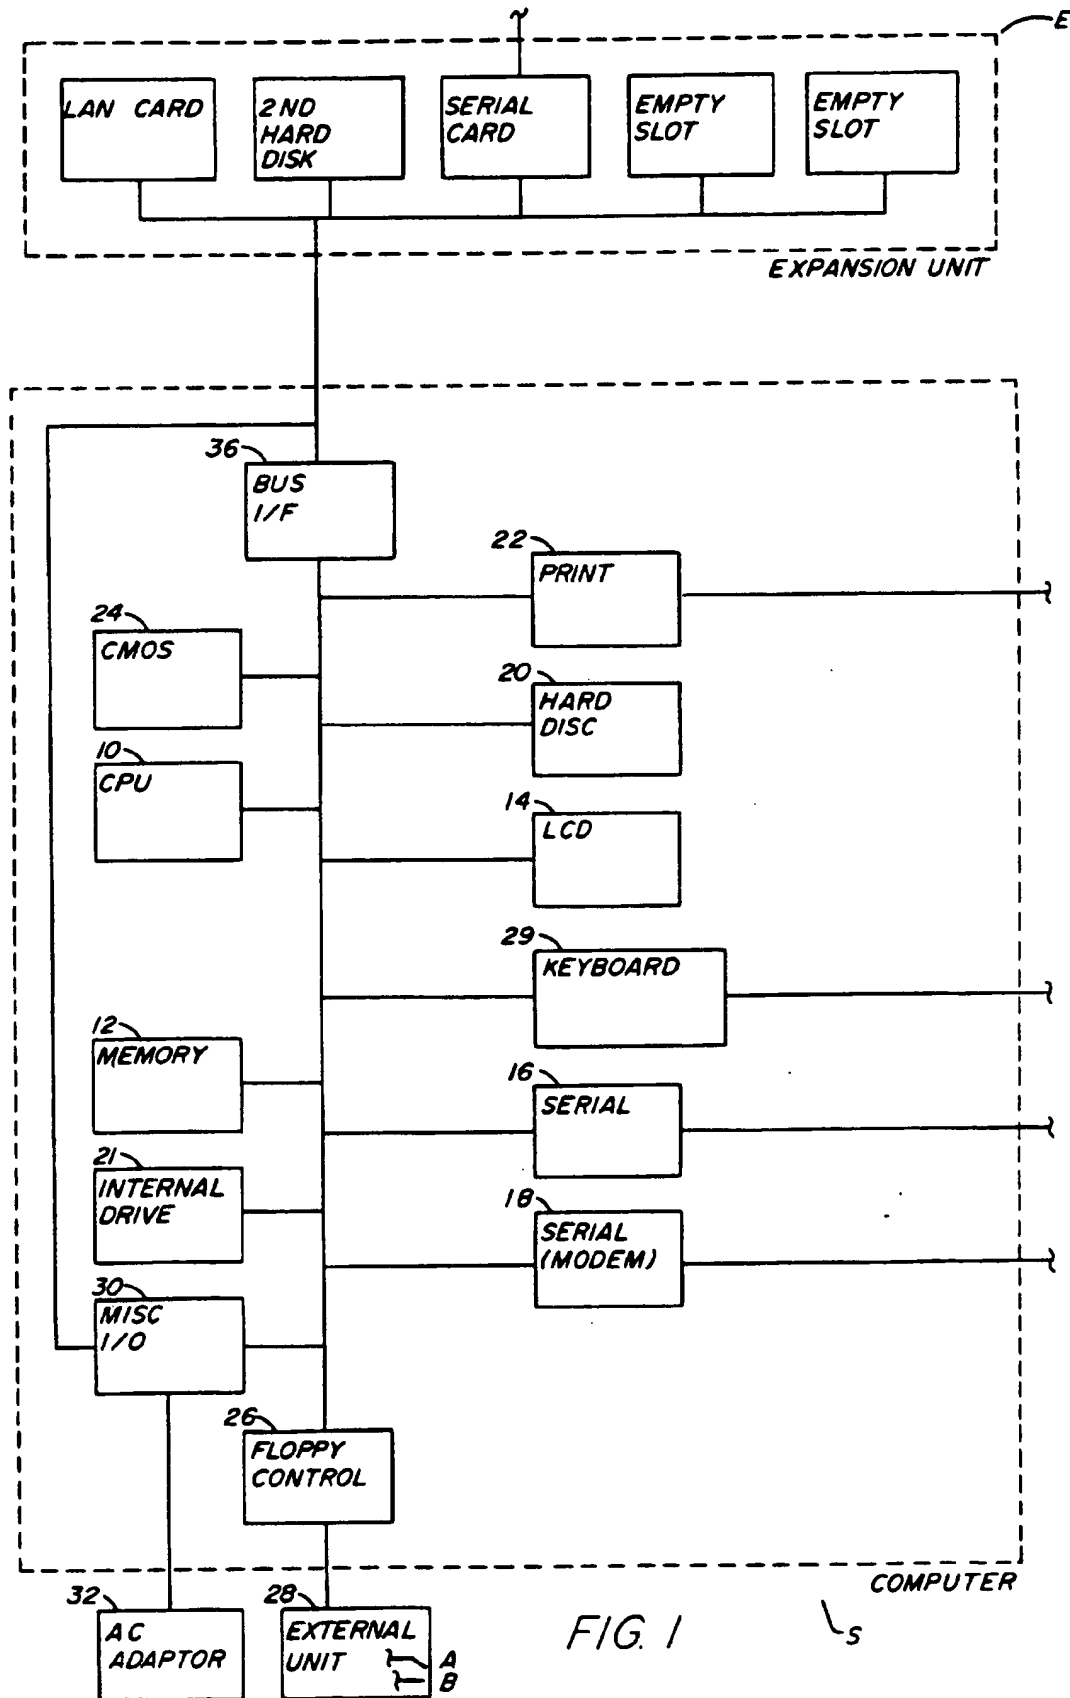 E
LAN CARD
2ND
HARD
DISK
SERIAL
CARD
EMPTY
SLOT
EMPTY
SLOT
EXPANSION UNIT
36
BUS
I/F
22
PRINT
24
CMOS
20
HARD
DISC
10
CPU
14
LCD
29
KEYBOARD
12
MEMORY
16
SERIAL
21
INTERNAL
DRIVE
18
SERIAL
(MODEM)
30
MISC
I/O
26
FLOPPY
CONTROL
COMPUTER
32
AC
ADAPTOR
28
EXTERNAL
UNIT
A
B
FIG. 1
S